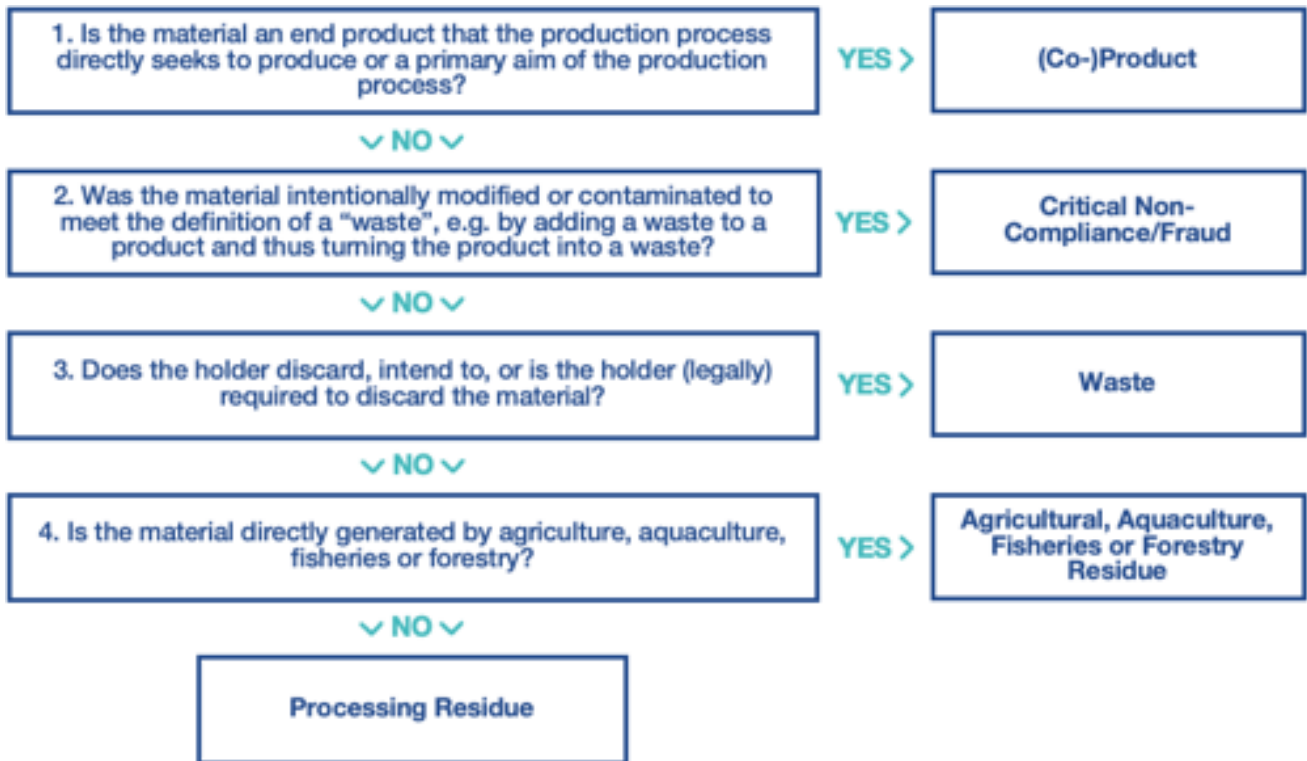 1. Is the material an end product that the production process
directly seeks to produce or a primary aim of the production
process?
YES >
(Co-)Product
NO
2. Was the material intentionally modified or contaminated to
meet the definition of a “waste”, e.g. by adding a waste to a
product and thus turning the product into a waste?
YES >
Critical Non-
Compliance/Fraud
NO
3. Does the holder discard, intend to, or is the holder (legally)
required to discard the material?
YES >
Waste
NO
4. Is the material directly generated by agriculture, aquaculture,
fisheries or forestry?
YES >
Agricultural, Aquaculture,
Fisheries or Forestry
Residue
NO
Processing Residue